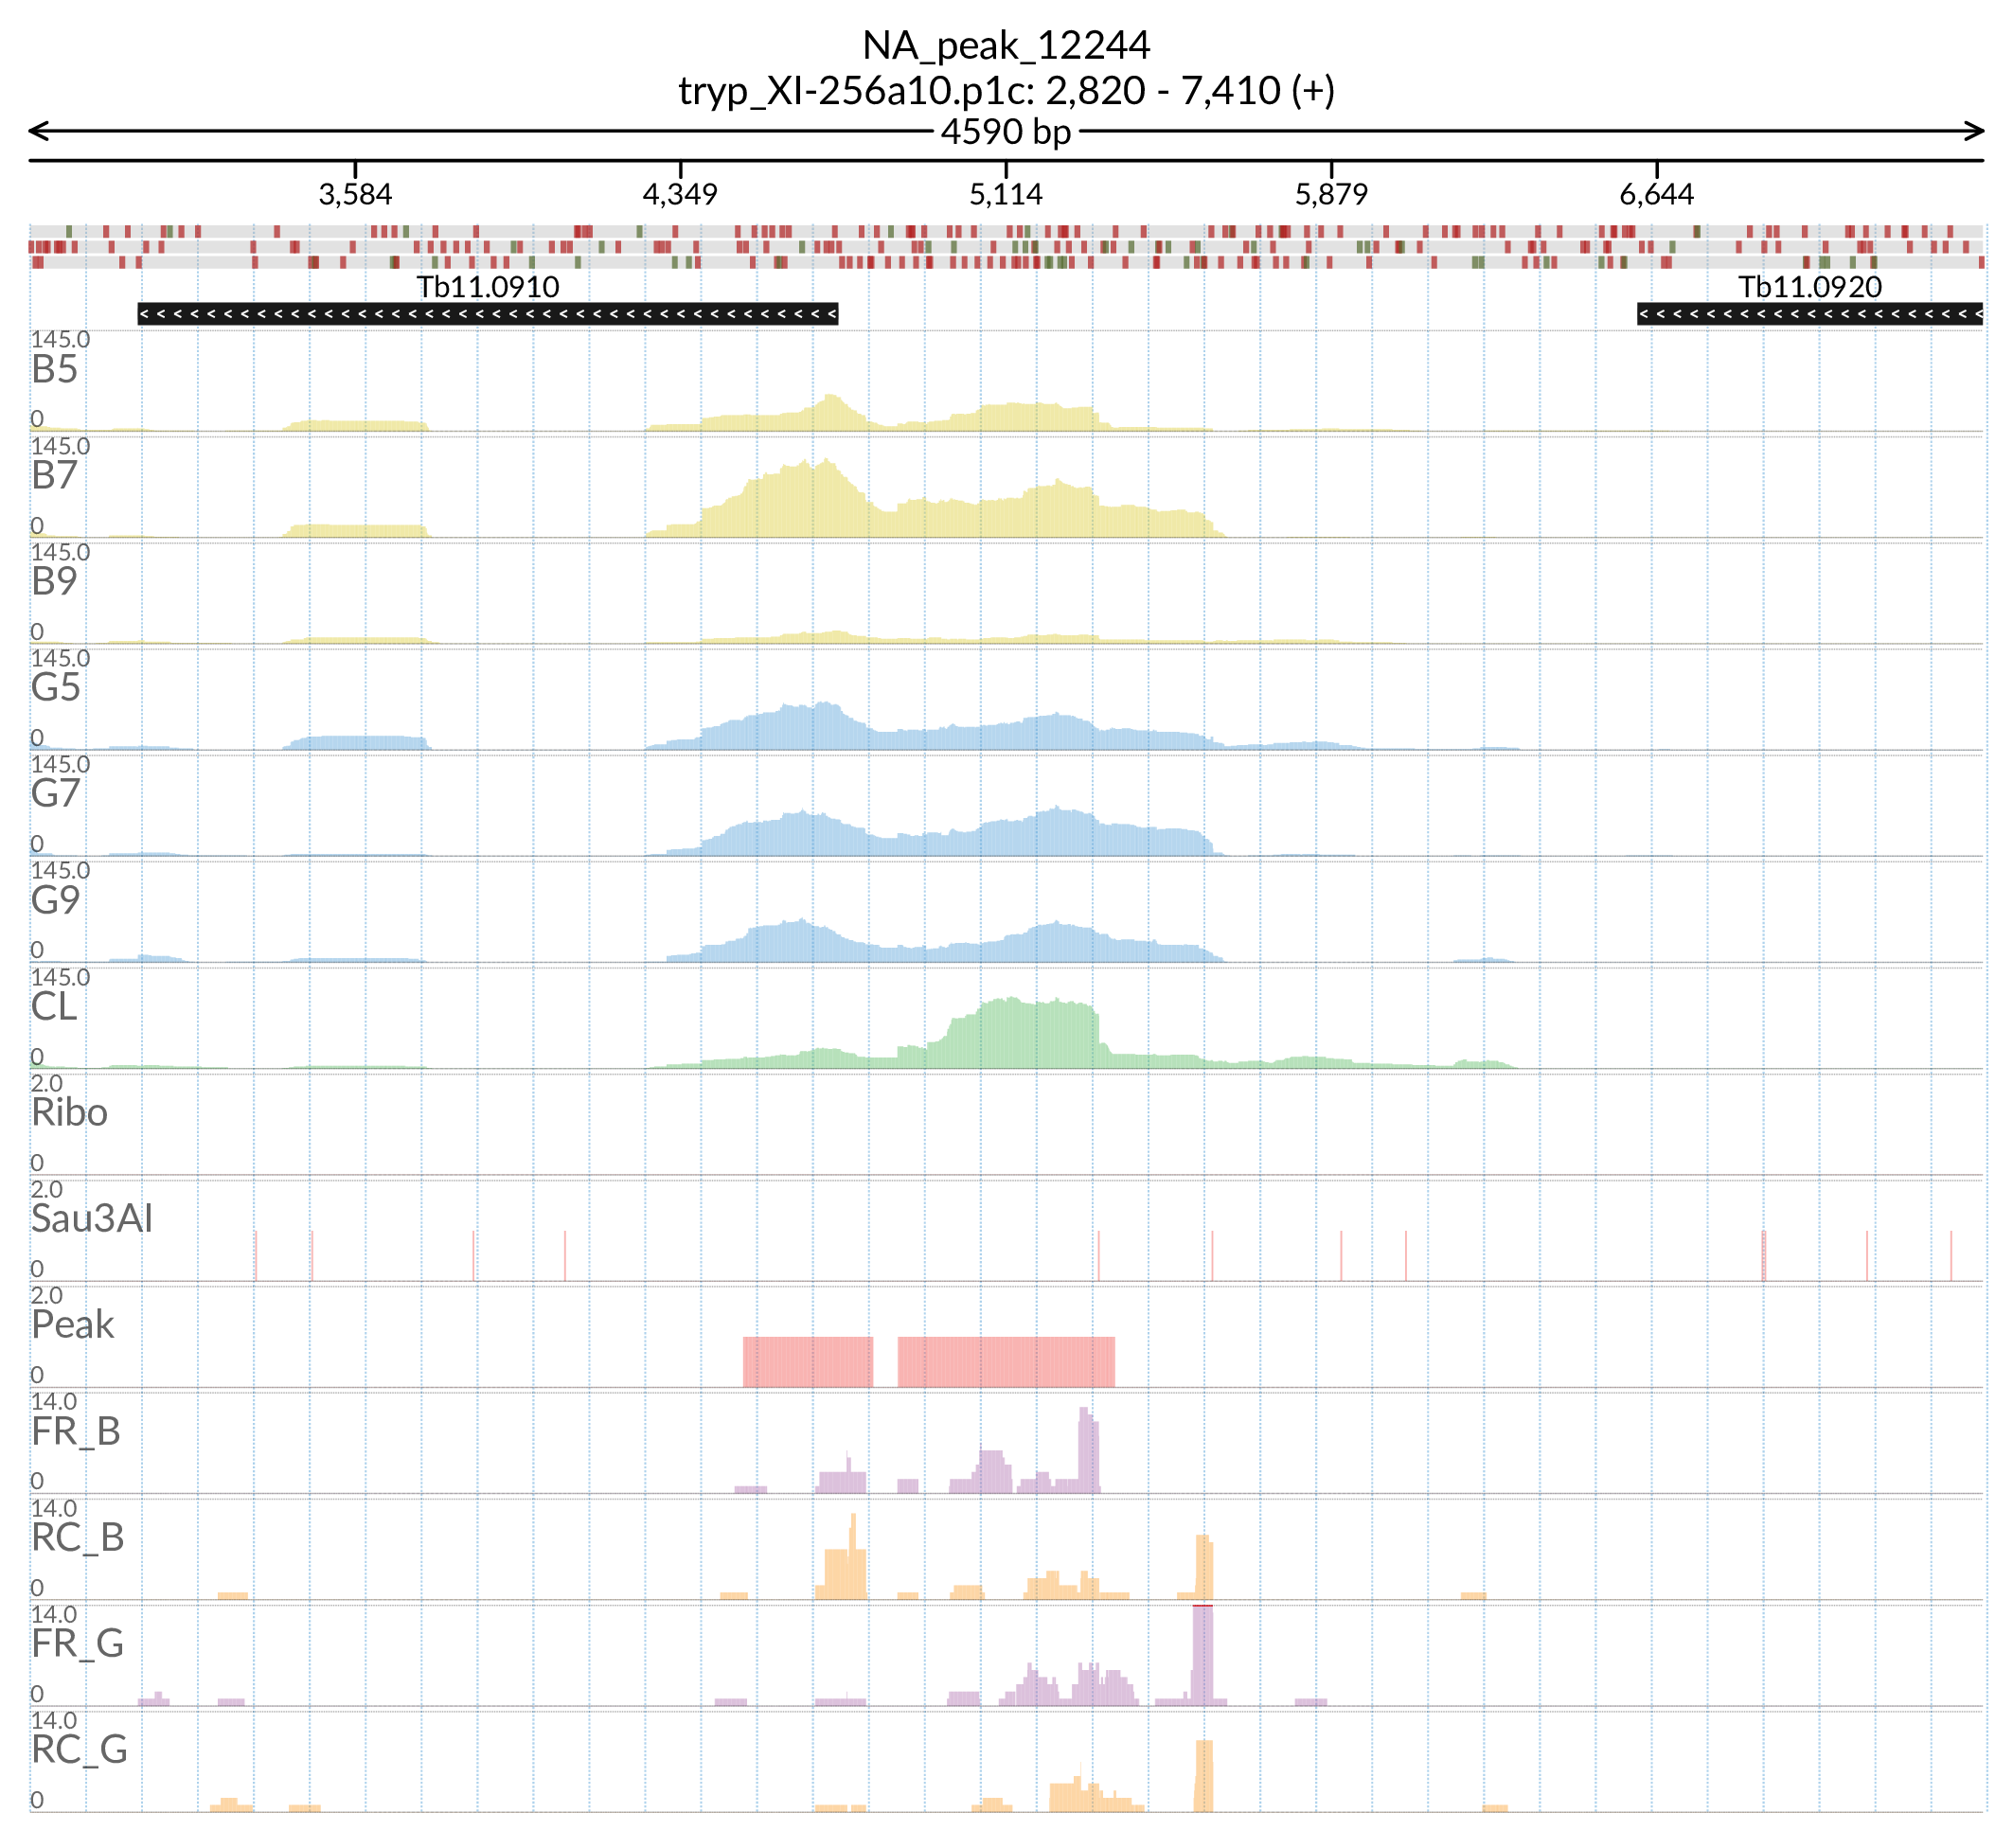 NA_peak_12244
tryp_XI-256a10.p1c: 2,820 - 7,410 (+)
4590 bp
3,584 4,349 5,114 5,879 6,644
Tb11.0910 Tb11.0920
< < < < < < < < < < < < < < < < < < < < < < < < < < < < < < < < < < < < < < < < < < < < < < < < < < < < < < < < < < < < < <
145.0
B5
0
145.0
B7
0
145.0
B9
0
145.0
G5
0
145.0
G7
0
145.0
G9
0
145.0
CL
0
2.0
Ribo
0
2.0
Sau3AI
0
2.0
Peak
0
14.0
FR_B
0
14.0
RC_B
0
14.0
FR_G
0
14.0
RC_G
0